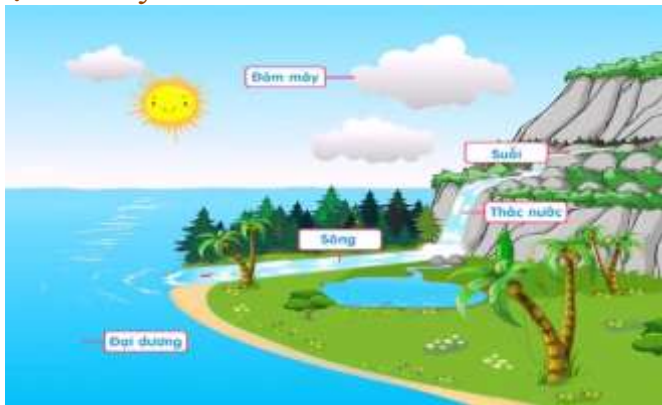 Đám mây
Suối
Thác nước
Sông
Đại dương